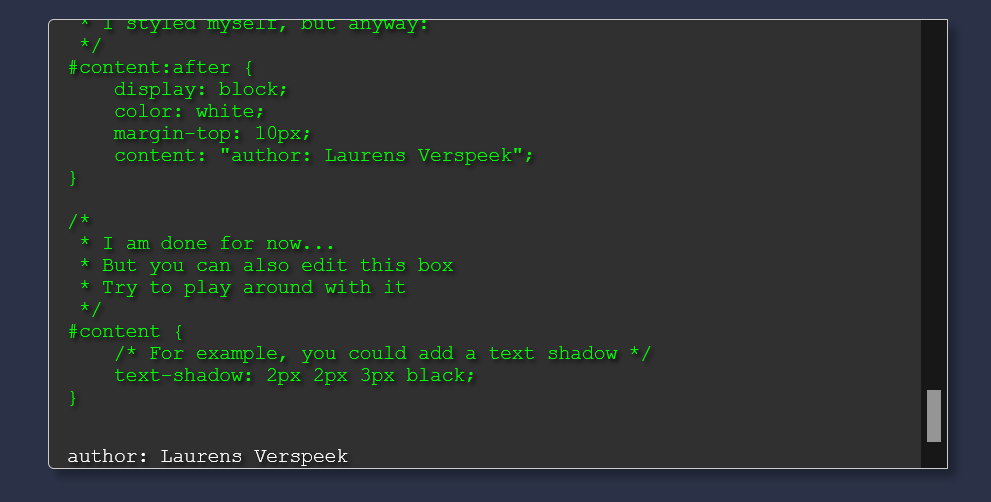 * I styled myself, but anyway:
 */
#content:after {
    display: block;
    color: white;
    margin-top: 10px;
    content: "author: Laurens Verspeek";
}

/*
 * I am done for now...
 * But you can also edit this box
 * Try to play around with it
 */
#content {
    /* For example, you could add a text shadow */
    text-shadow: 2px 2px 3px black;
}

author: Laurens Verspeek